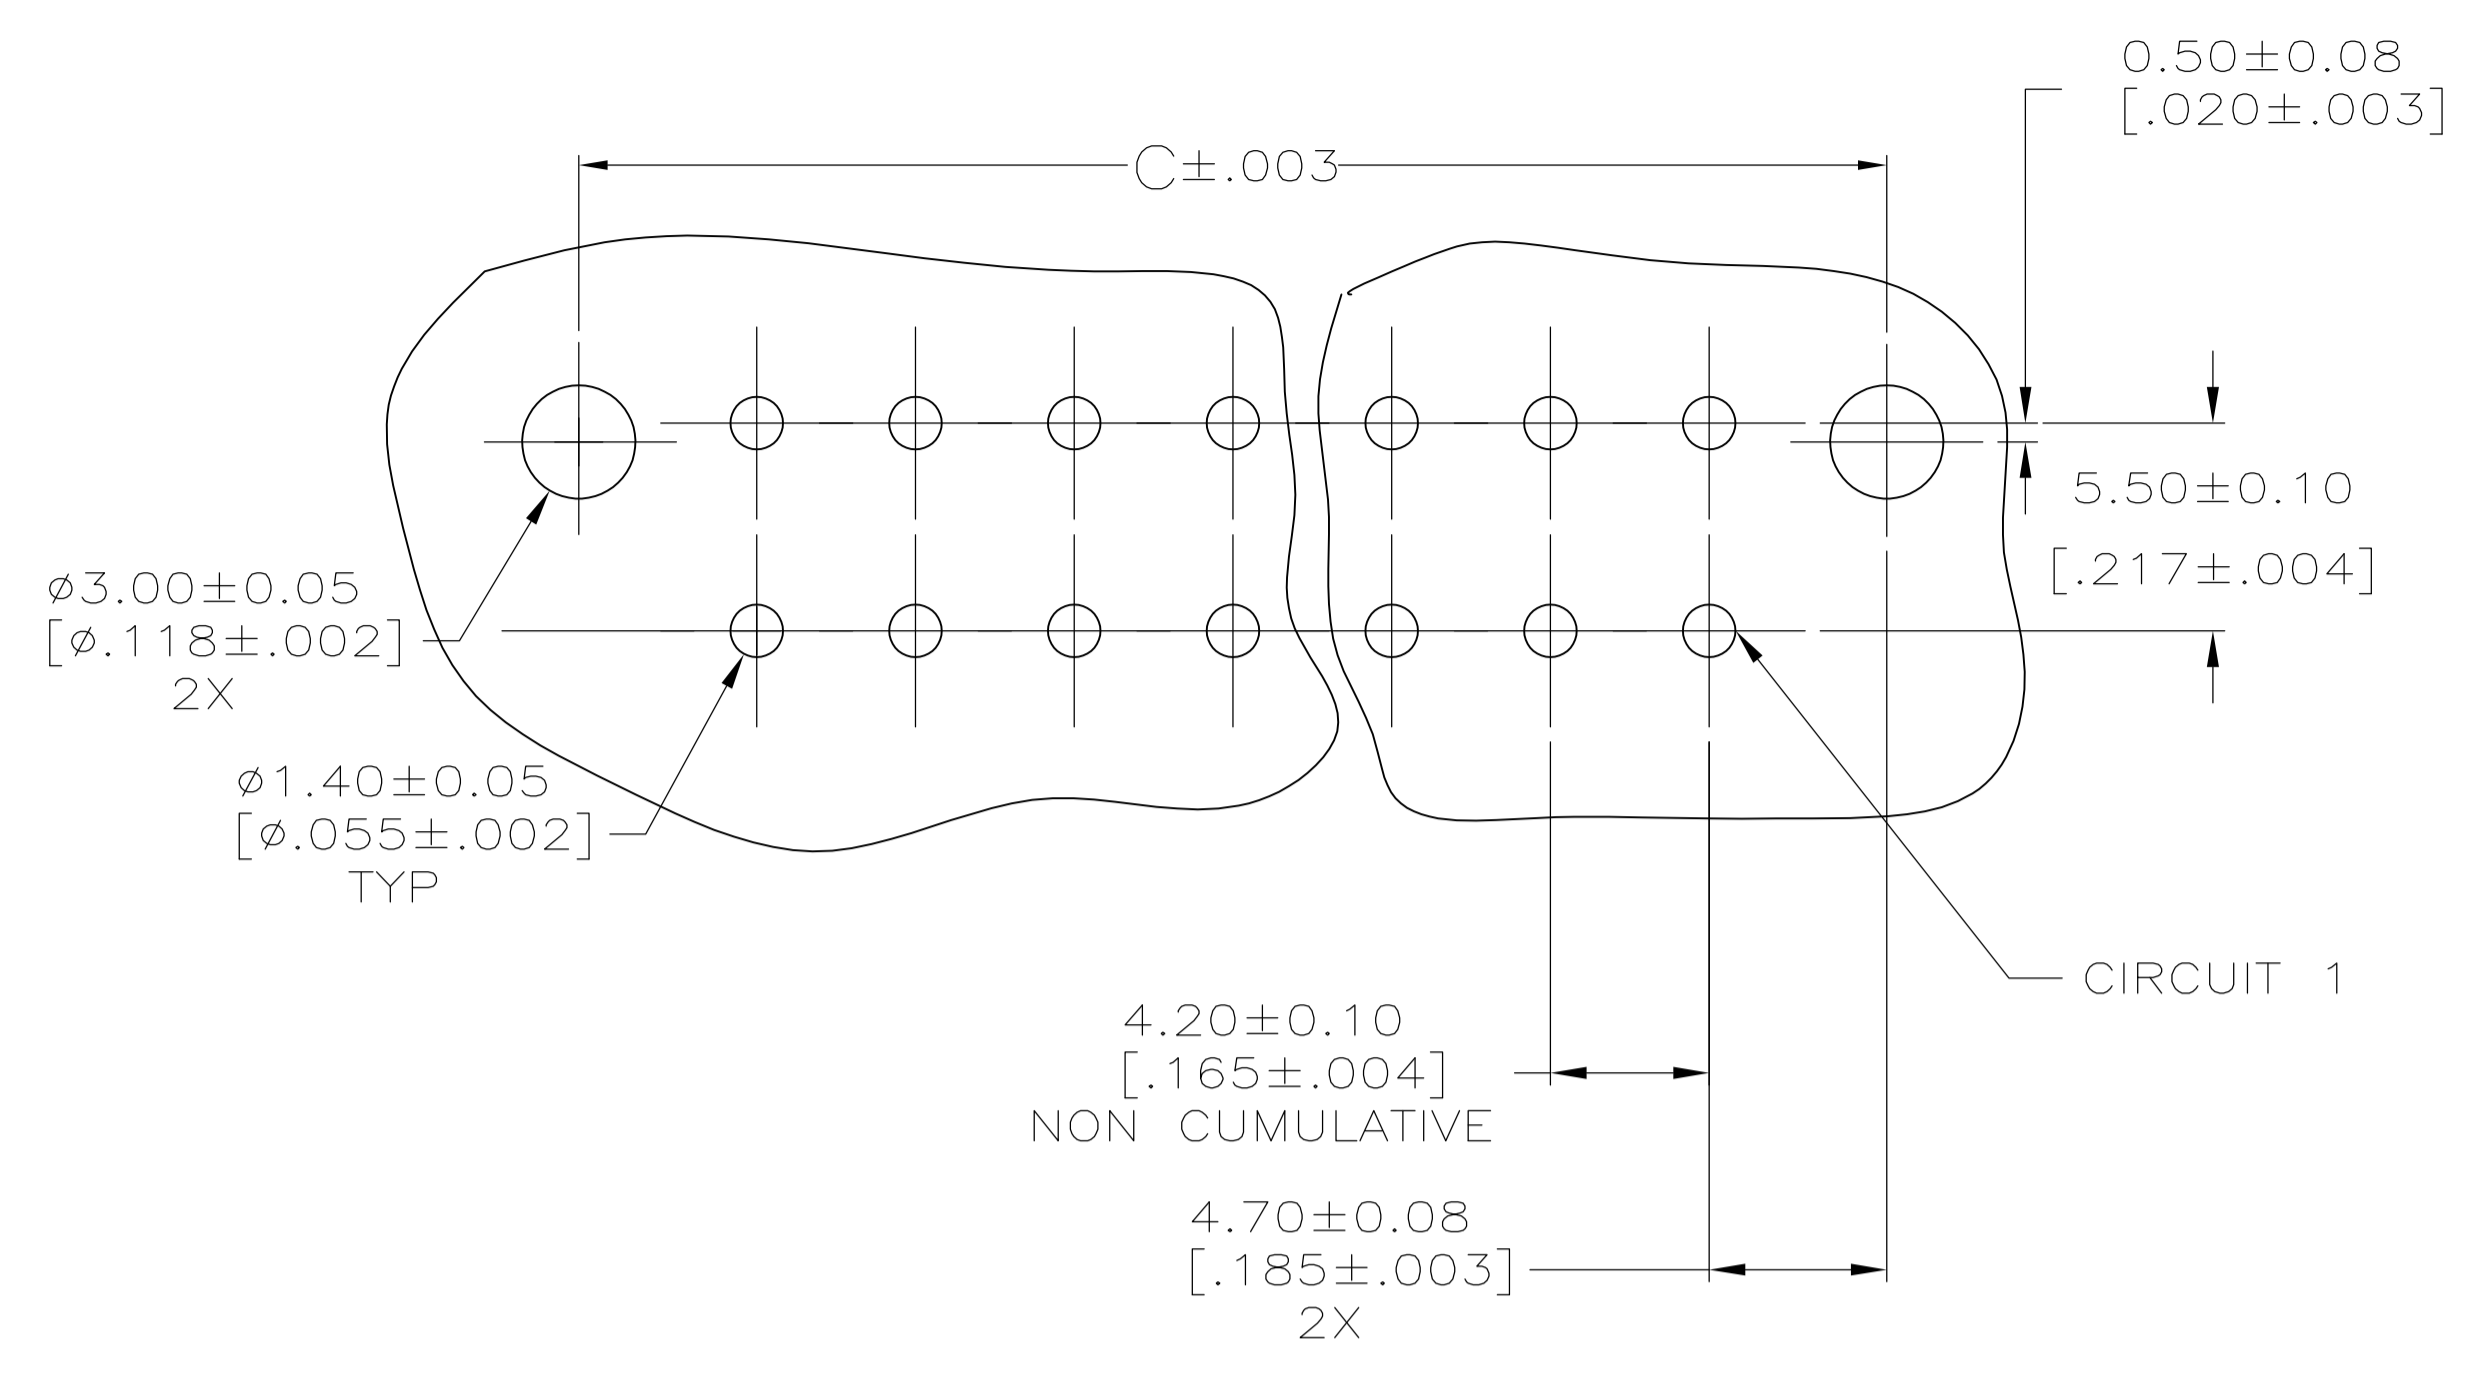 0.50±0.08
[.020±.003]
C±.003
5.50±0.10
[.217±.004]
ø3.00±0.05
[ø.118±.002]
2X
ø1.40±0.05
[ø.055±.002]
TYP
CIRCUIT 1
4.20±0.10
[.165±.004]
NON CUMULATIVE
4.70±0.08
[.185±.003]
2X